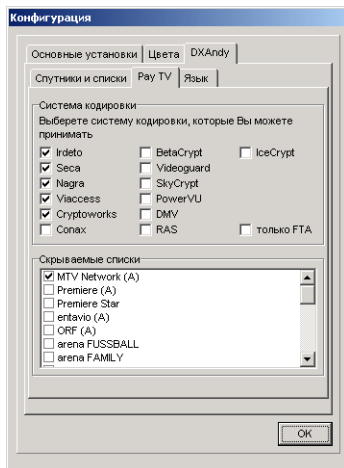 Конфигурация
Основные установки Цвета DXAndy
Спутники и списки Pay TV Язык
Система кодировки
Выберете систему кодировки, которые Вы можете
принимать
Irdeto BetaCrypt IceCrypt
Seca Videoguard
Nagra SkyCrypt
Viaccess PowerVU
Cryptoworks DMV
Conax RAS только FTA
Скрываемые списки
MTV Network (A)
Premiere (A)
Premiere Star
entavio (A)
ORF (A)
arena FUSSBALL
arena FAMILY
OK